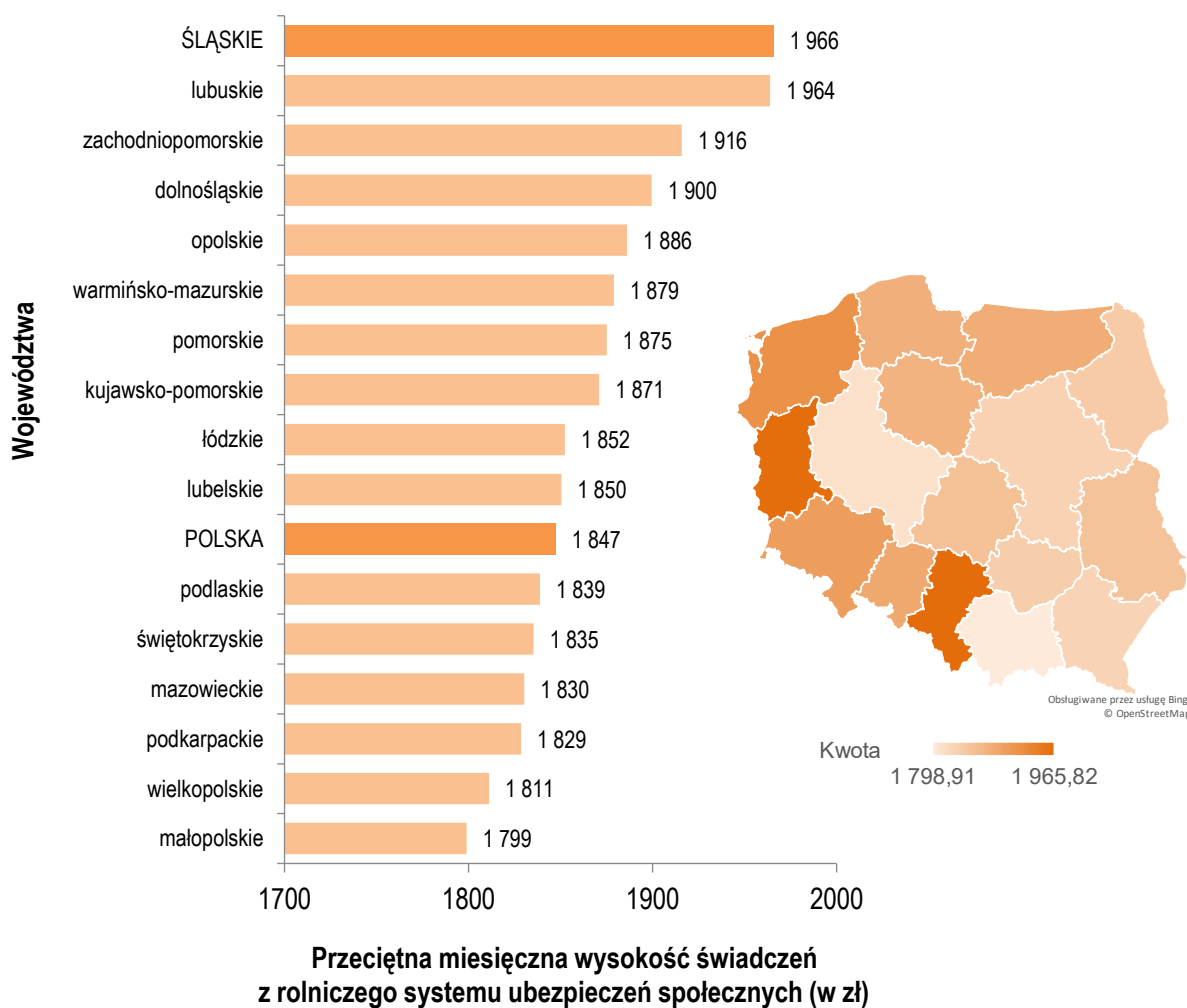 Województwa
ŚLĄSKIE 1 966
lubuskie 1 964
zachodniopomorskie 1 916
dolnośląskie 1 900
opolskie 1 886
warmińsko-mazurskie 1 879
pomorskie 1 875
kujawsko-pomorskie 1 871
łódzkie 1 852
lubelskie 1 850
POLSKA 1 847
podlaskie 1 839
świętokrzyskie 1 835
mazowieckie 1 830
podkarpackie 1 829
wielkopolskie 1 811
małopolskie 1 799
1700 1800 1900 2000
Przeciętna miesięczna wysokość świadczeń
z rolniczego systemu ubezpieczeń społecznych (w zł)
Obsługiwane przez usługę Bing
© OpenStreetMap
Kwota
1 798,91 1 965,82